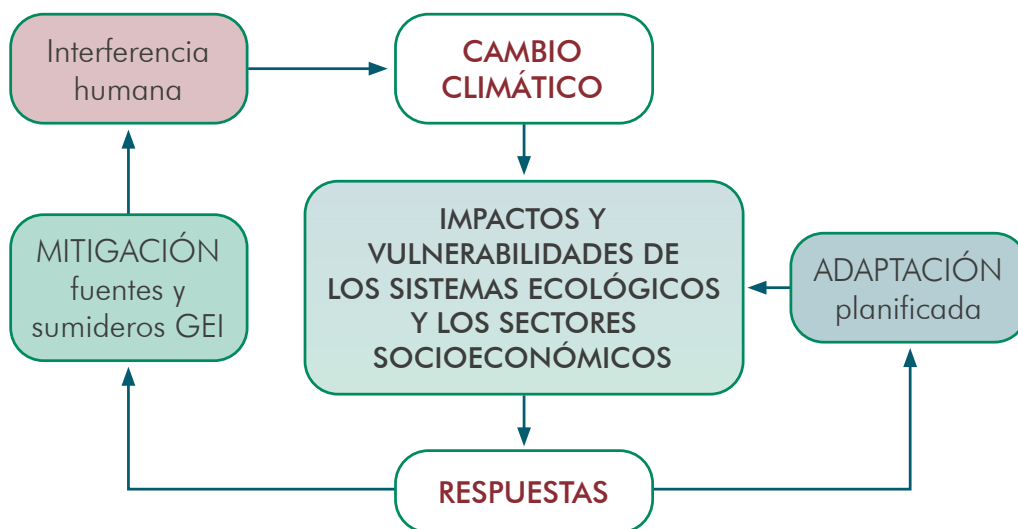 Interferencia
humana
CAMBIO
CLIMÁTICO
IMPACTOS Y
VULNERABILIDADES DE
LOS SISTEMAS ECOLÓGICOS
Y LOS SECTORES
SOCIOECONÓMICOS
MITIGACIÓN
fuentes y
sumideros GEI
ADAPTACIÓN
planificada
RESPUESTAS